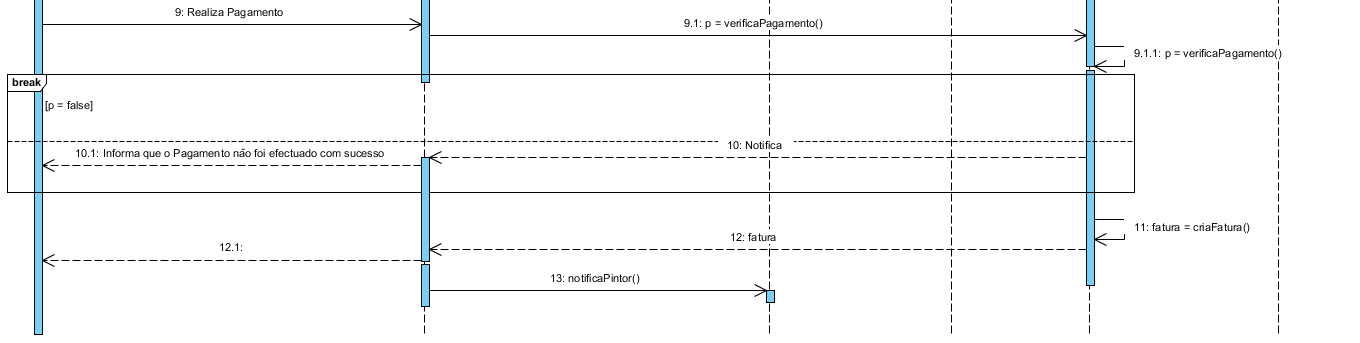 9: Realiza Pagamento
9.1: p = verificaPagamento()
9.1.1: p = verificaPagamento()
break
[p = false]
10: Notifica
10.1: Informa que o Pagamento não foi efectuado com sucesso
11: fatura = criaFatura()
12: fatura
12.1:
13: notificaPintor()